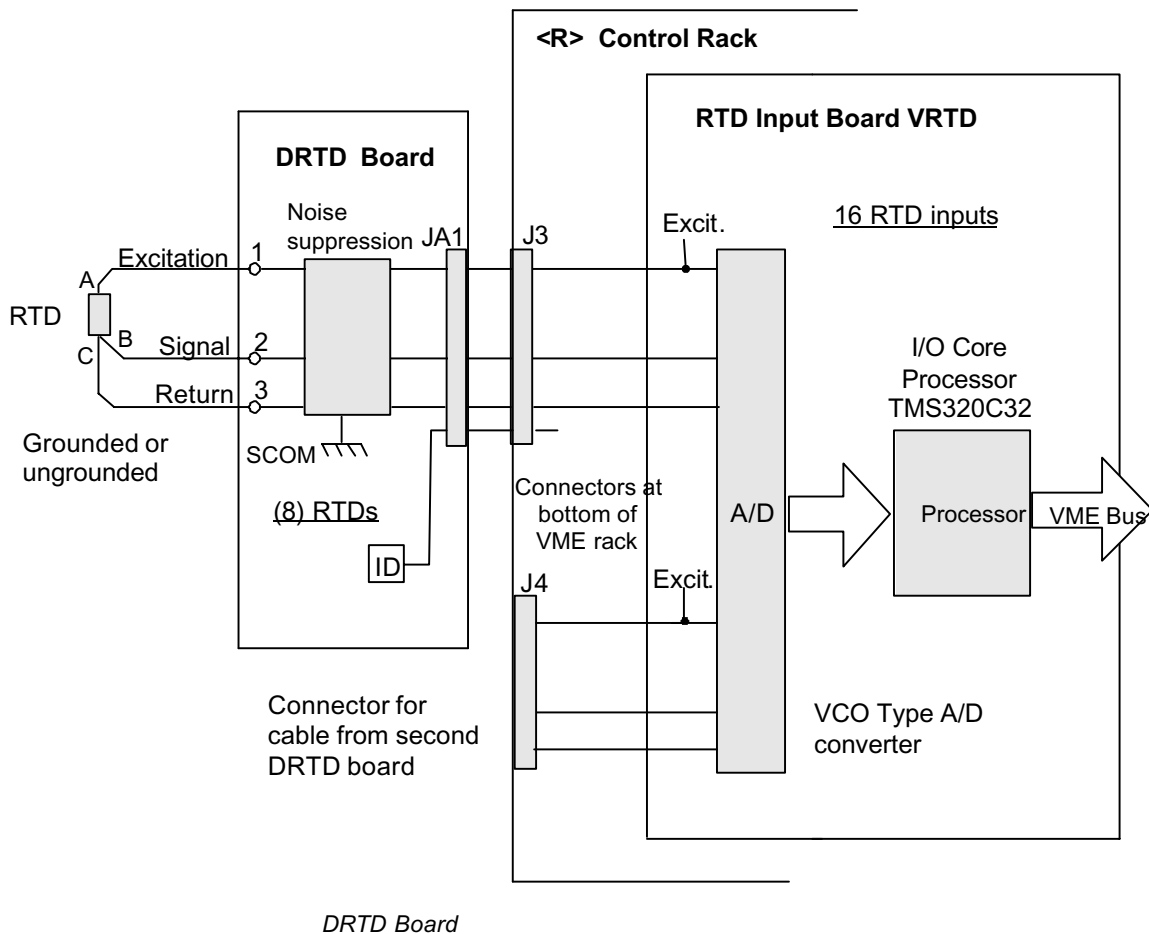 <R> Control Rack
RTD Input Board VRTD
DRTD Board
16 RTD inputs
Noise
suppression
JA1
J3
Excit.
Excitation
1
A
RTD
B
C
Signal
2
Return
3
Grounded or
ungrounded
SCOM
(8) RTDs
ID
Connectors at
bottom of
VME rack
A/D
I/O Core
Processor
TMS320C32
Processor
VME Bus
J4
Excit.
Connector for
cable from second
DRTD board
VCO Type A/D
converter
DRTD Board